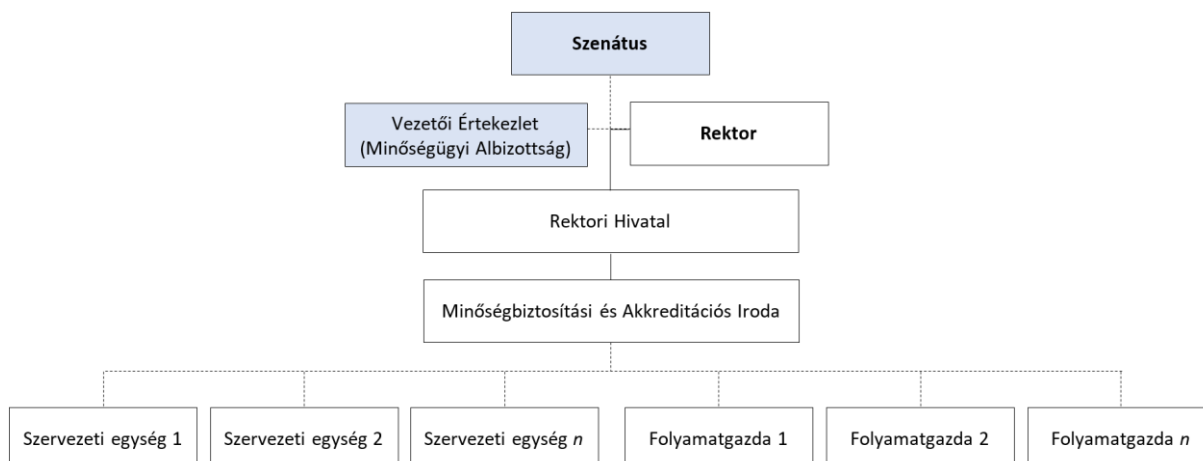 Szenátus
Vezetői Értekezlet
(Minőségügyi Albizottság)
Rektor
Rektori Hivatal
Minőségbiztosítási és Akkreditációs Iroda
Szervezeti egység 1
Szervezeti egység 2
Szervezeti egység n
Folyamatgazda 1
Folyamatgazda 2
Folyamatgazda n